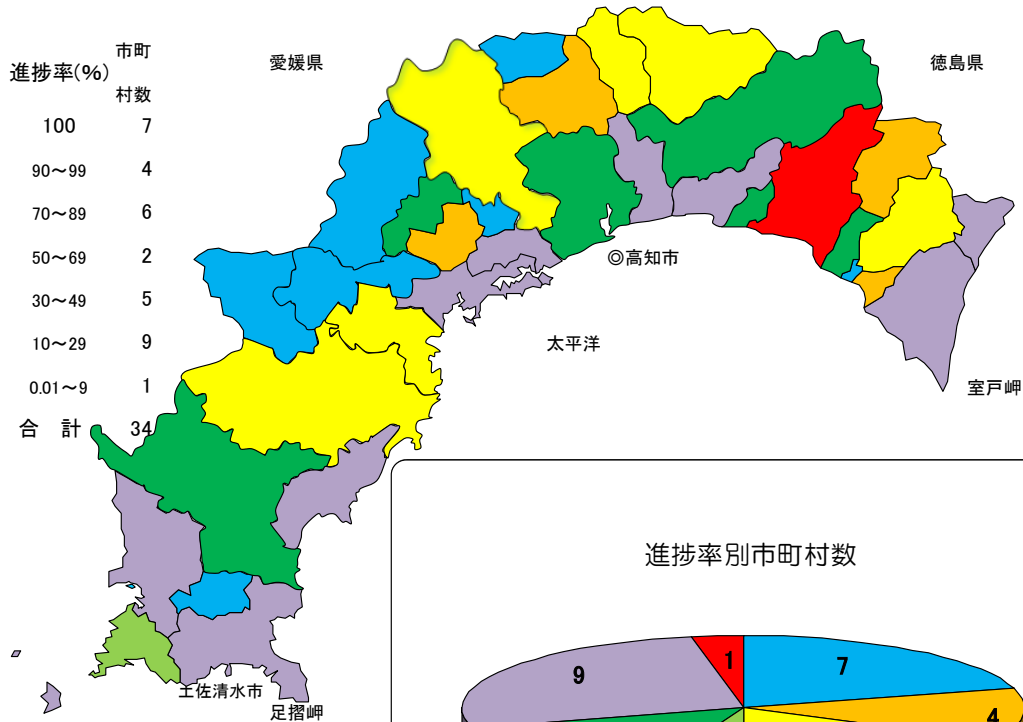 市町
進捗率(%)
村数
100 7
90～99 4
70～89 6
50～69 2
30～49 5
10～29 9
0.01～9 1
合 計 34
愛媛県
徳島県
◎高知市
太平洋
室戸岬
土佐清水市
足摺岬
進捗率別市町村数
9
1
7
4